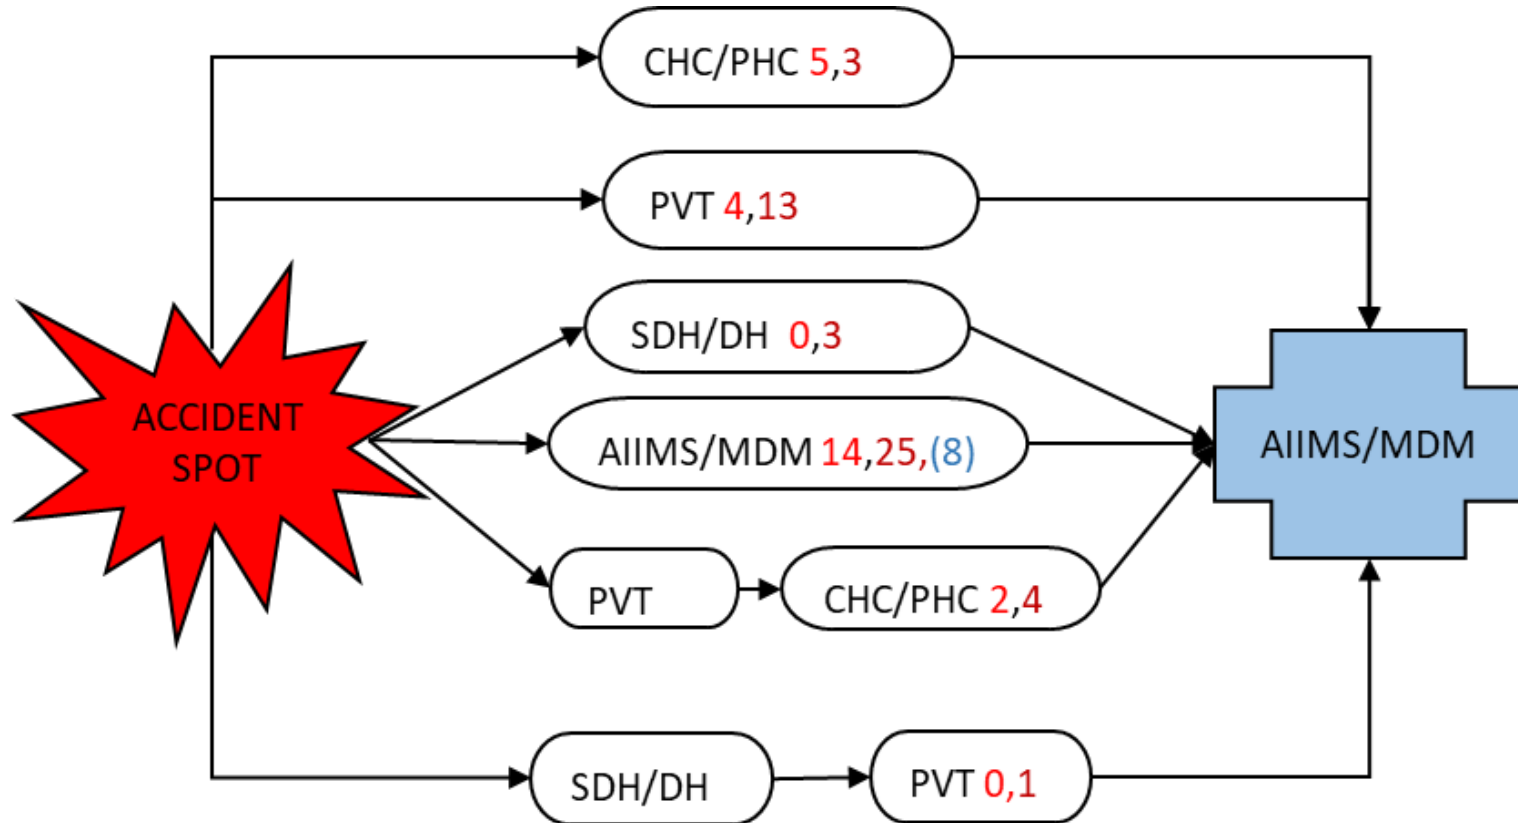 CHC/PHC 5,3
PVT 4,13
SDH/DH 0,3
ACCIDENT
SPOT
AIIMS/MDM 14,25,(8)
AIIMS/MDM
PVT
CHC/PHC 2,4
SDH/DH
PVT 0,1